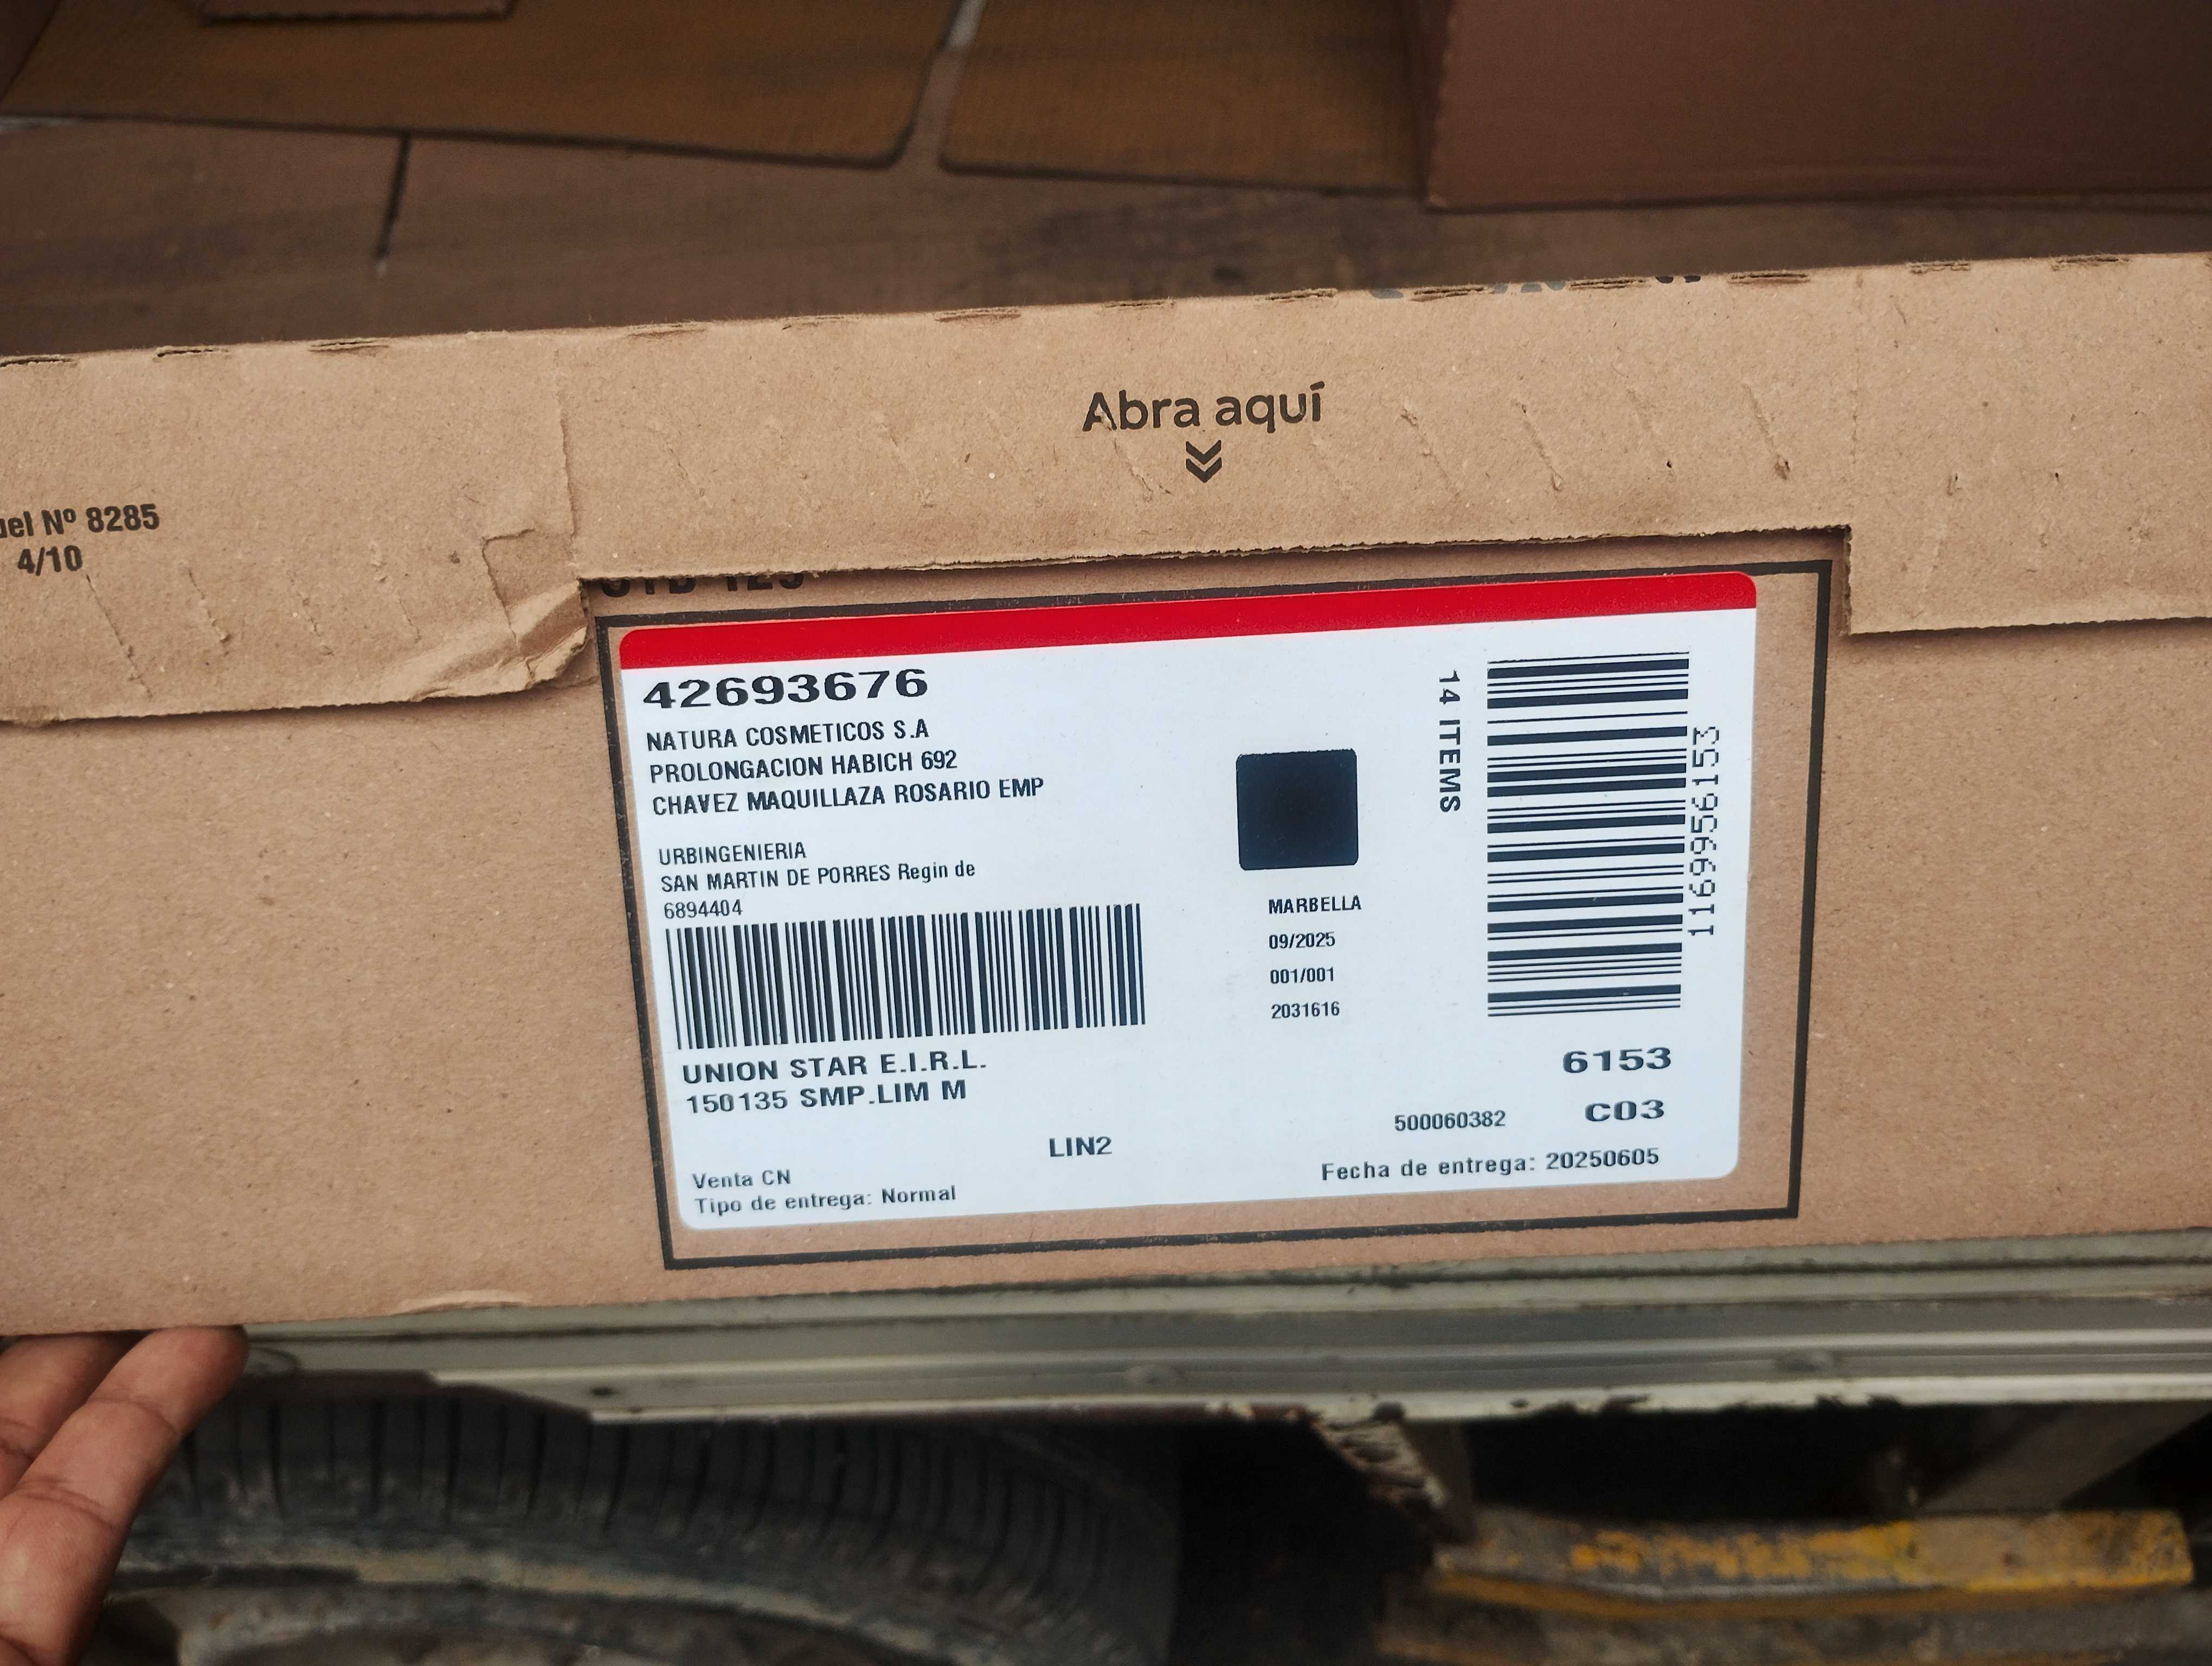 Abra aquí
Nº 8285
4/10
42693676
NATURA COSMETICOS S.A
PROLONGACION HABICH 692
CHAVEZ MAQUILLAZA ROSARIO EMP
URBINGENIERIA
SAN MARTIN DE PORRES Regin de
6894404
UNION STAR E.I.R.L.
150135 SMP.LIM M
LIN2
Venta CN
Tipo de entrega: Normal
MARBELLA
09/2025
001/001
2031616
14 ITEMS
116999956153
6153
C03
500060382
Fecha de entrega: 20250605